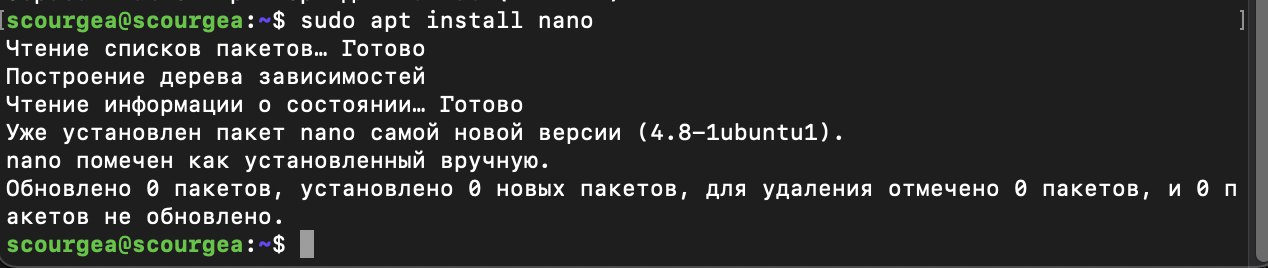 [scourgea@scourgea:~$ sudo apt install nano ]
Чтение списков пакетов… Готово
Построение дерева зависимостей
Чтение информации о состоянии… Готово
Уже установлен пакет nano самой новой версии (4.8-1ubuntu1).
nano помечен как установленный вручную.
Обновлено 0 пакетов, установлено 0 новых пакетов, для удаления отмечено 0 пакетов, и 0 п
акетов не обновлено.
scourgea@scourgea:~$